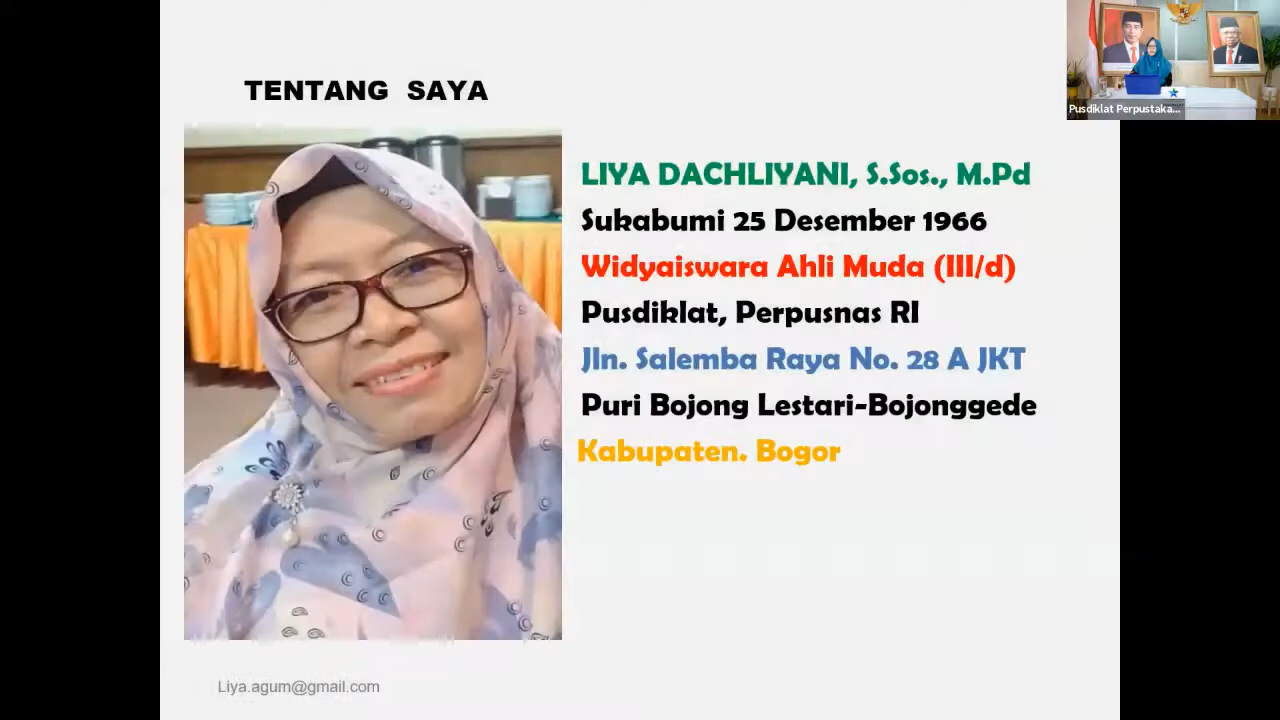 TENTANG SAYA
LIYA DACHLIYANI, S.Sos., M.Pd
Sukabumi 25 Desember 1966
Widyaiswara Ahli Muda (III/d)
Pusdiklat, Perpusnas RI
Jln. Salemba Raya No. 28 A JKT
Puri Bojong Lestari-Bojonggede
Kabupaten. Bogor
Liya.agum@gmail.com
Pusdiklat Perpustaka...